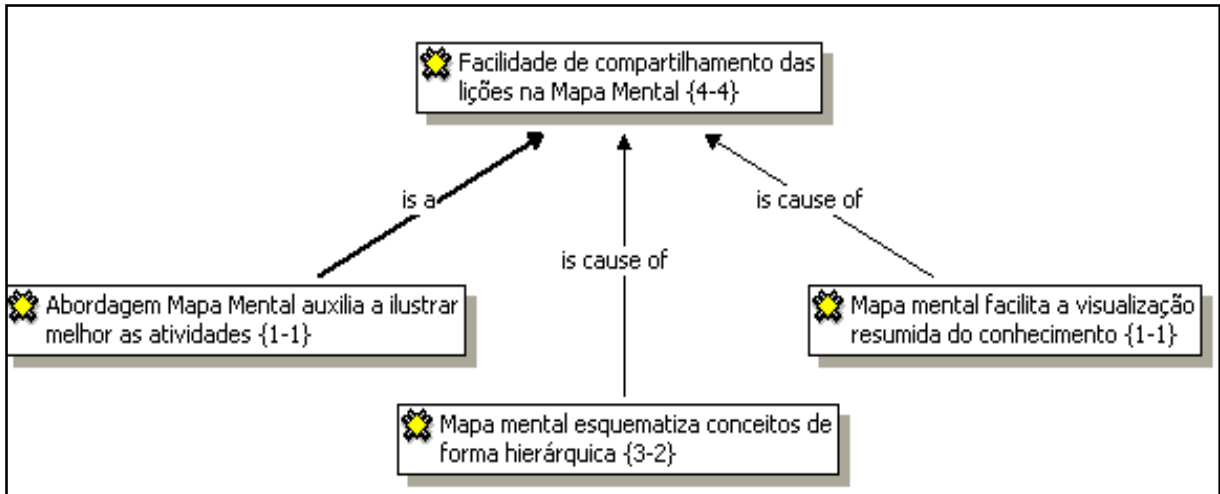 Facilidade de compartilhamento das
lições na Mapa Mental {4-4}
is a
is cause of
is cause of
Abordagem Mapa Mental auxilia a ilustrar
melhor as atividades {1-1}
Mapa mental facilita a visualização
resumida do conhecimento {1-1}
Mapa mental esquematiza conceitos de
forma hierárquica {3-2}